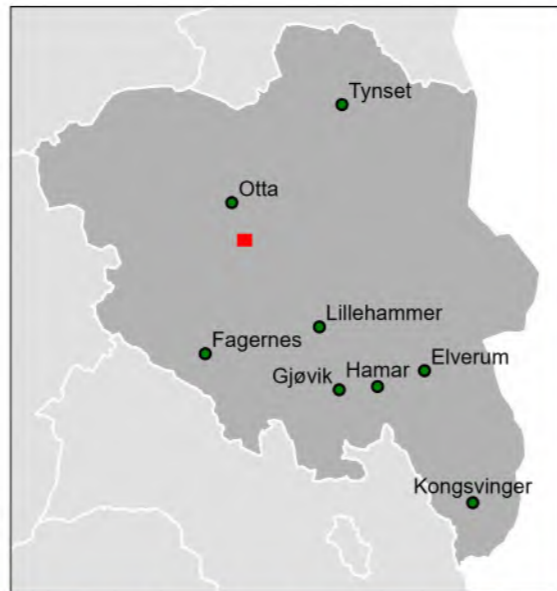 Tynset
Otta
Lillehammer
Fagernes
Elverum
Hamar
Gjøvik
Kongsvinger